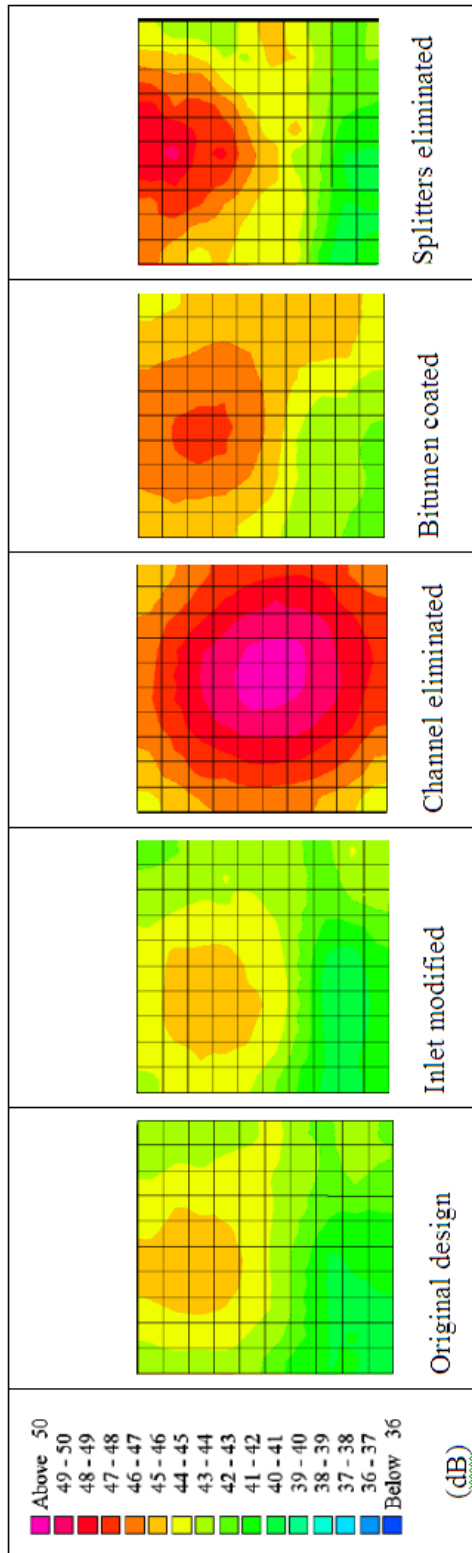 Above 50
49 - 50
48 - 49
47 - 48
46 - 47
45 - 46
44 - 45
43 - 44
42 - 43
41 - 42
40 - 41
39 - 40
38 - 39
37 - 38
36 - 37
Below 36
(dB)
Original design
Inlet modified
Channel eliminated
Bitumen coated
Splitters eliminated